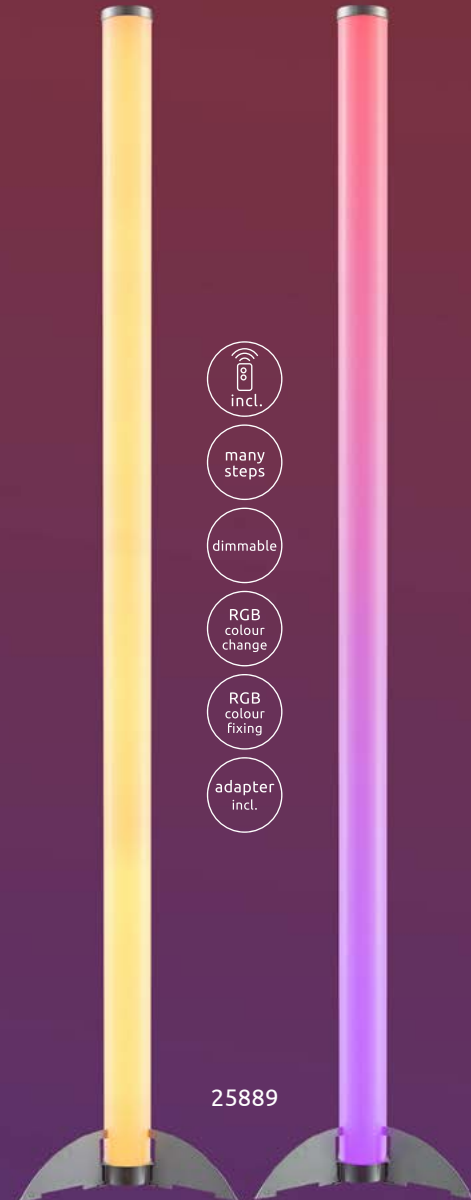 incl.
many
steps
dimmable
RGB
colour
change
RGB
colour
fixing
adapter
incl.
25889